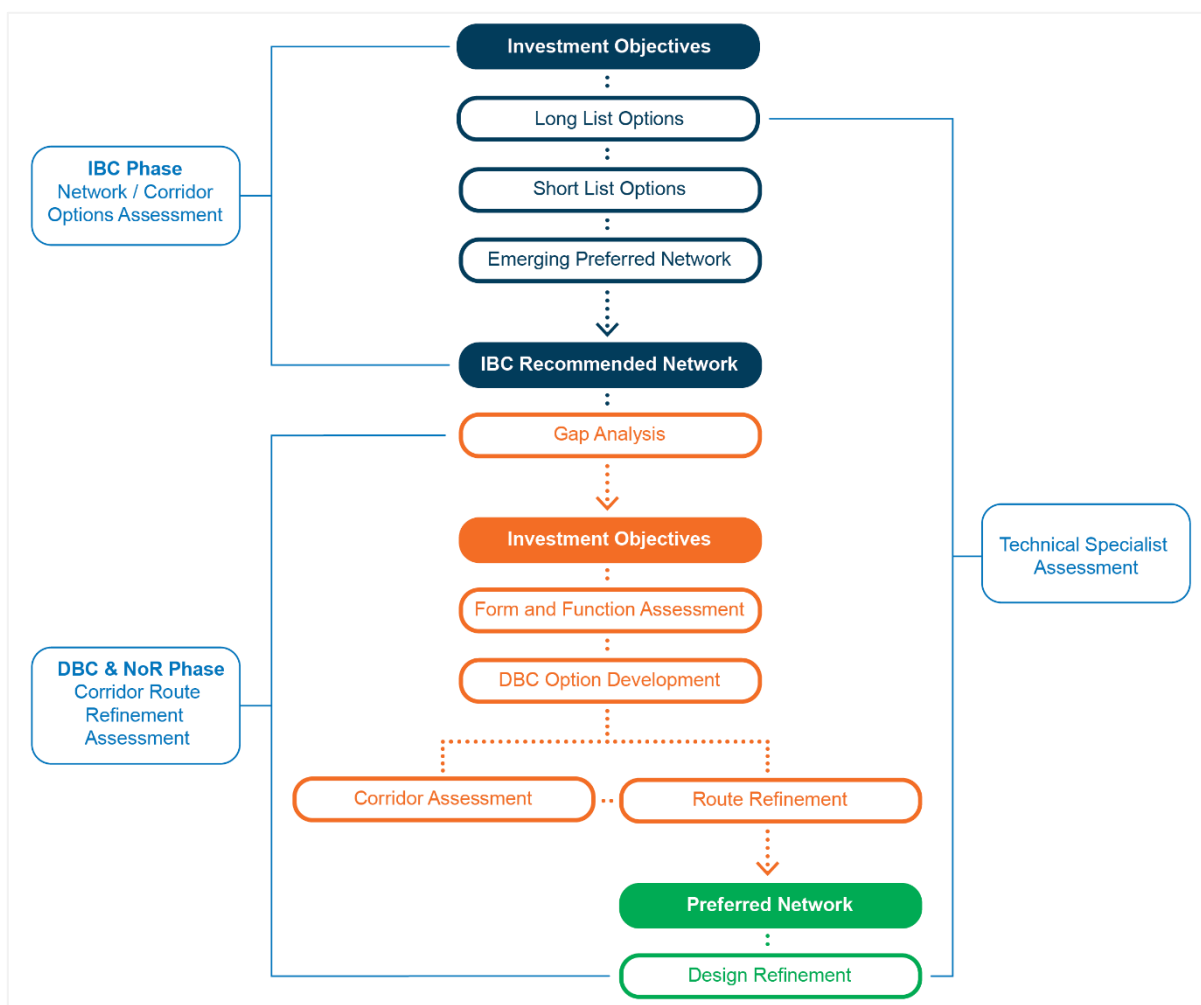 Investment Objectives
Long List Options
IBC Phase
Network / Corridor
Options Assessment
Short List Options
Emerging Preferred Network
IBC Recommended Network
Gap Analysis
Investment Objectives
Technical Specialist
Assessment
Form and Function Assessment
DBC & NoR Phase
Corridor Route
Refinement
Assessment
DBC Option Development
Corridor Assessment
Route Refinement
Preferred Network
Design Refinement